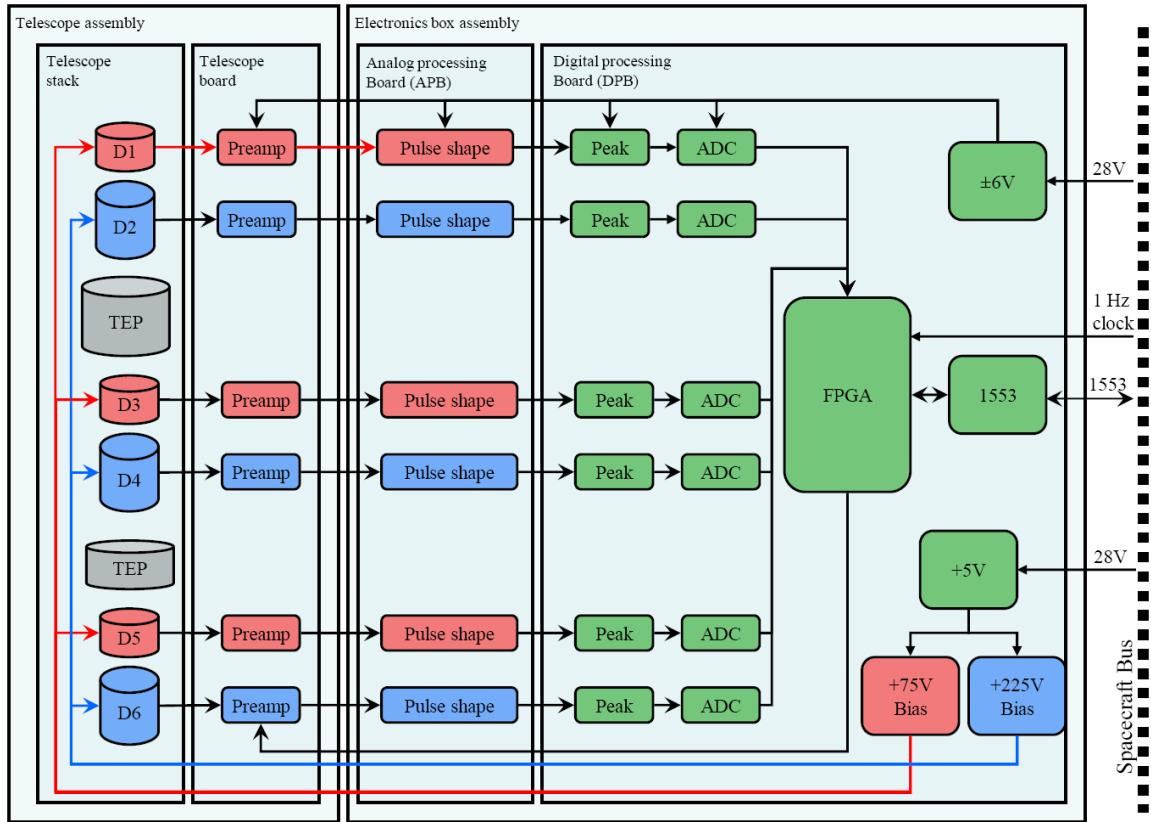 Telescope assembly
Electronics box assembly
Telescope
stack
Telescope
board
Analog processing
Board (APB)
Digital processing
Board (DPB)
D1
Preamp
Pulse shape
Peak
ADC
±6V
28V
D2
Preamp
Pulse shape
Peak
ADC
TEP
1 Hz
clock
D3
Preamp
Pulse shape
Peak
ADC
FPGA
1553
1553
D4
Preamp
Pulse shape
Peak
ADC
TEP
+5V
28V
D5
Preamp
Pulse shape
Peak
ADC
D6
Preamp
Pulse shape
Peak
ADC
+75V
Bias
+225V
Bias
Spacecraft Bus